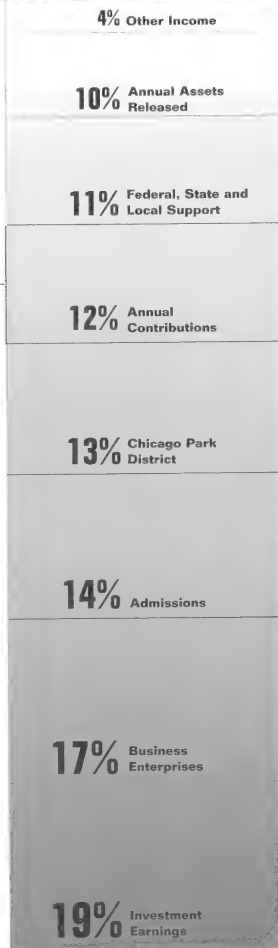 4% Other Income
10% Annual Assets
Released
11% Federal, State and
Local Support
12% Annual
Contributions
13% Chicago Park
District
14% Admissions
17% Business
Enterprises
19% Investment
Earnings